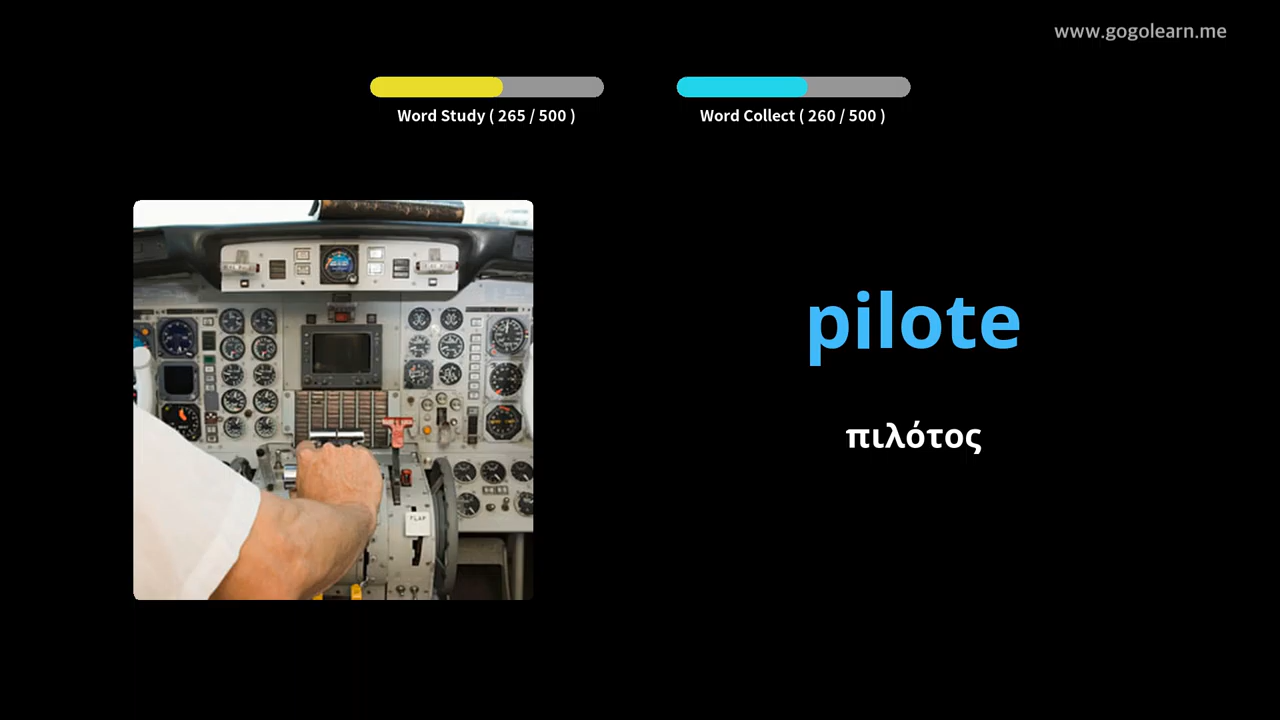 www.gogolearn.me
Word Study ( 265 / 500 )
Word Collect ( 260 / 500 )
pilote
πιλότος
FLAP